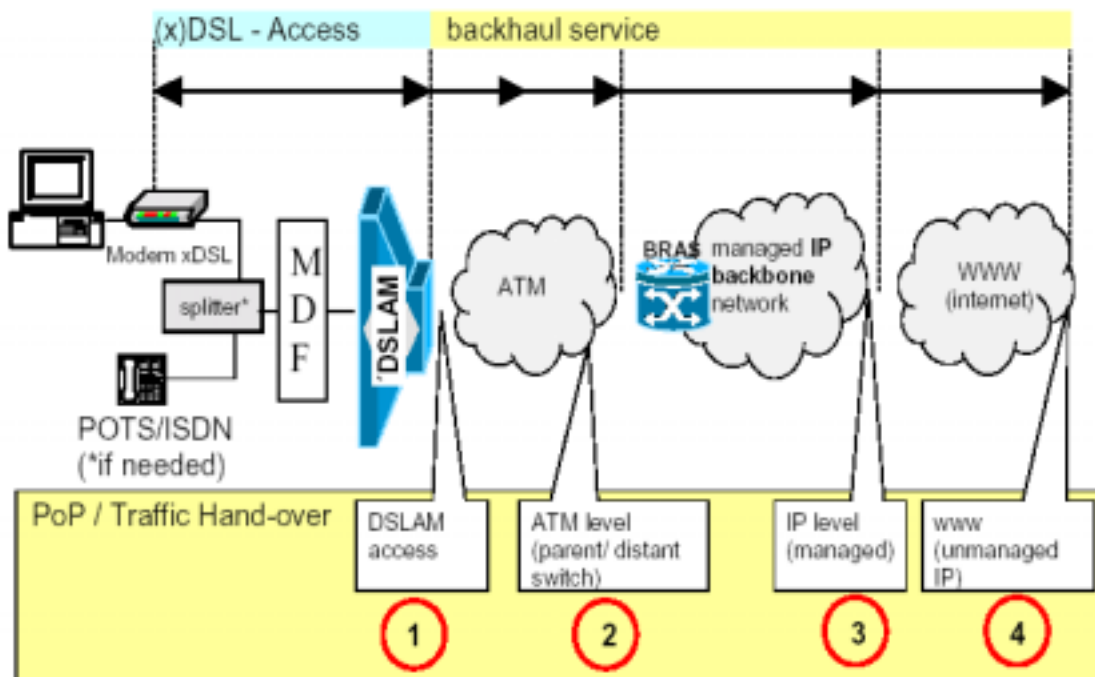 (x)DSL - Access
backhaul service
Modem xDSL
splitter*
POTS/ISDN
(*if needed)
M
D
F
DSLAM
ATM
BRAS
managed IP
backbone
network
WWW
(internet)
PoP / Traffic Hand-over
DSLAM
access
ATM level
(parent/ distant
switch)
IP level
(managed)
www
(unmanaged
IP)
1
2
3
4